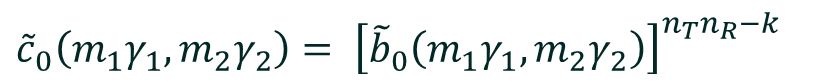 c̃₀(m₁γ₁, m₂γ₂) = [b̃₀(m₁γ₁, m₂γ₂)]^{n_T n_R − k}